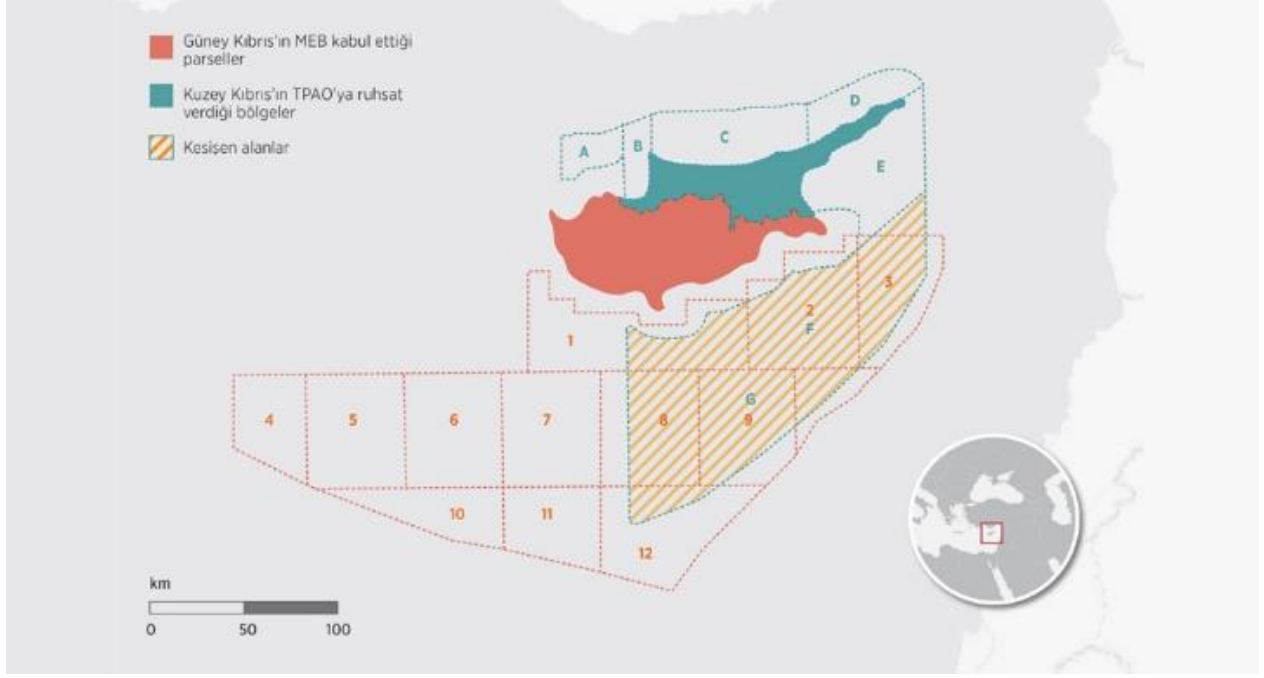 Güney Kıbrıs'ın MEB kabul ettiği
parseller
Kuzey Kıbrıs'ın TPAO'ya ruhsat
verdiği bölgeler
Kesişen alanlar
A
B
C
D
E
3
2
F
1
G
4
5
6
7
8
9
10
11
12
km
0
50
100